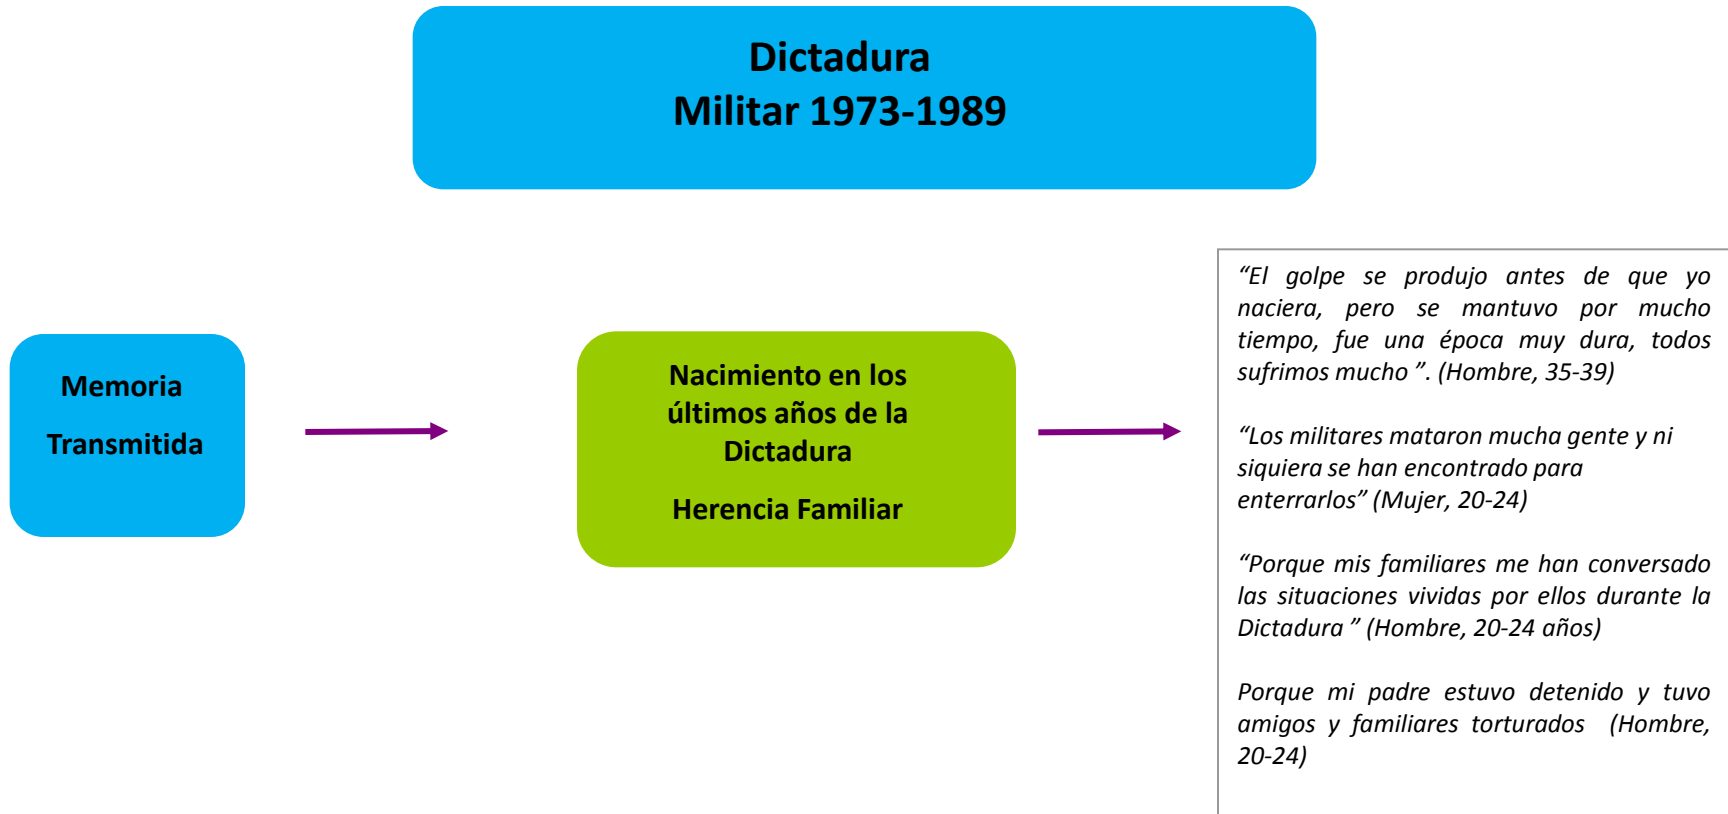 Dictadura
Militar 1973-1989
Memoria
Transmitida
Nacimiento en los
últimos años de la
Dictadura
Herencia Familiar
“El golpe se produjo antes de que yo
naciera, pero se mantuvo por mucho
tiempo, fue una época muy dura, todos
sufrimos mucho ”. (Hombre, 35-39)
“Los militares mataron mucha gente y ni
siquiera se han encontrado para
enterrarlos” (Mujer, 20-24)
“Porque mis familiares me han conversado
las situaciones vividas por ellos durante la
Dictadura ” (Hombre, 20-24 años)
Porque mi padre estuvo detenido y tuvo
amigos y familiares torturados (Hombre,
20-24)